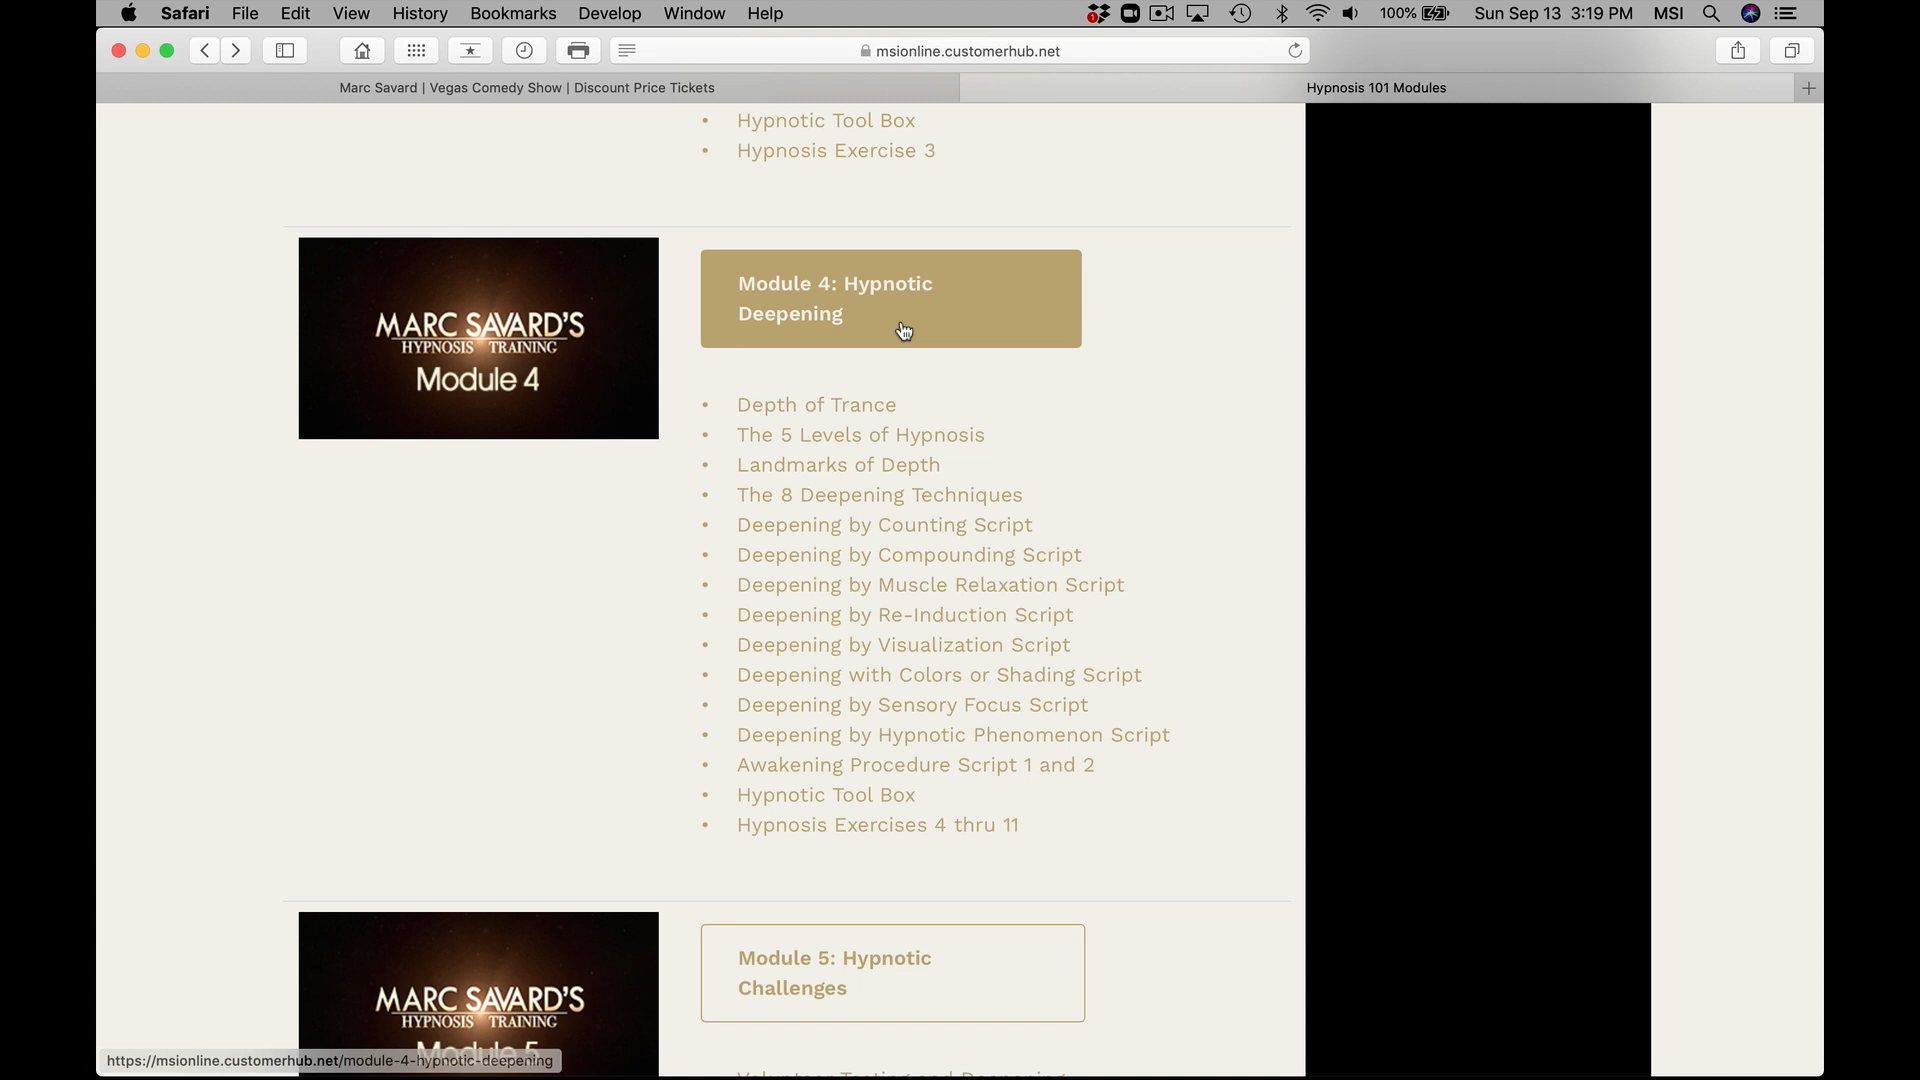 Safari File Edit View History Bookmarks Develop Window Help 1 100% Sun Sep 13 3:19 PM MSI
msionline.customerhub.net
Marc Savard | Vegas Comedy Show | Discount Price Tickets
Hypnosis 101 Modules
• Hypnotic Tool Box
• Hypnosis Exercise 3
MARC SAVARD'S
HYPNOSIS TRAINING
Module 4
Module 4: Hypnotic
Deepening
• Depth of Trance
• The 5 Levels of Hypnosis
• Landmarks of Depth
• The 8 Deepening Techniques
• Deepening by Counting Script
• Deepening by Compounding Script
• Deepening by Muscle Relaxation Script
• Deepening by Re-Induction Script
• Deepening by Visualization Script
• Deepening with Colors or Shading Script
• Deepening by Sensory Focus Script
• Deepening by Hypnotic Phenomenon Script
• Awakening Procedure Script 1 and 2
• Hypnotic Tool Box
• Hypnosis Exercises 4 thru 11
MARC SAVARD'S
HYPNOSIS TRAINING
Module 5
Module 5: Hypnotic
Challenges
https://msionline.customerhub.net/module-4-hypnotic-deepening